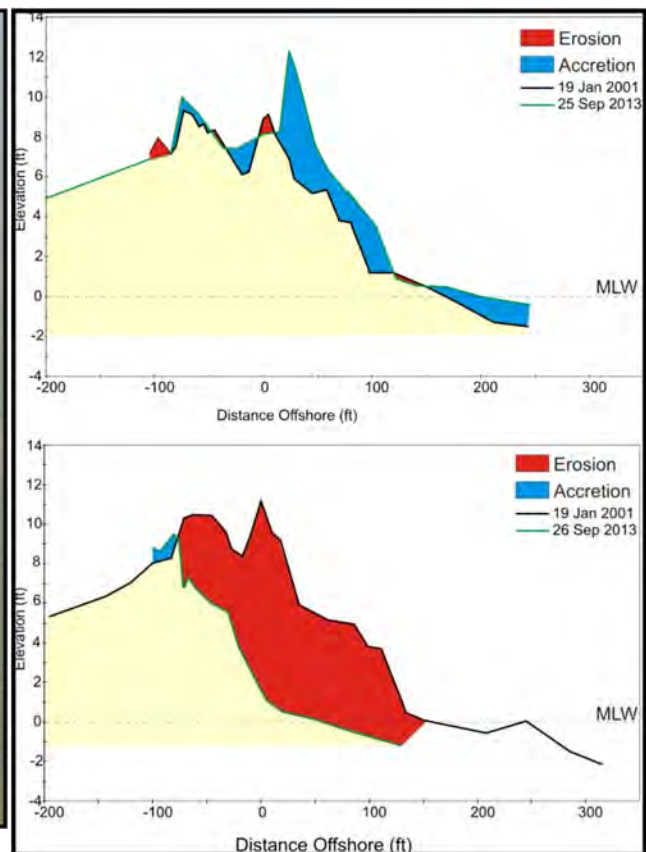 14
12
10
8
6
4
2
0
-2
-4
Elevation (ft)
Erosion
Accretion
19 Jan 2001
25 Sep 2013
MLW
-200
-100
0
100
200
300
Distance Offshore (ft)
14
12
10
8
6
4
2
0
-2
-4
Elevation (ft)
Erosion
Accretion
19 Jan 2001
26 Sep 2013
MLW
-200
-100
0
100
200
300
Distance Offshore (ft)